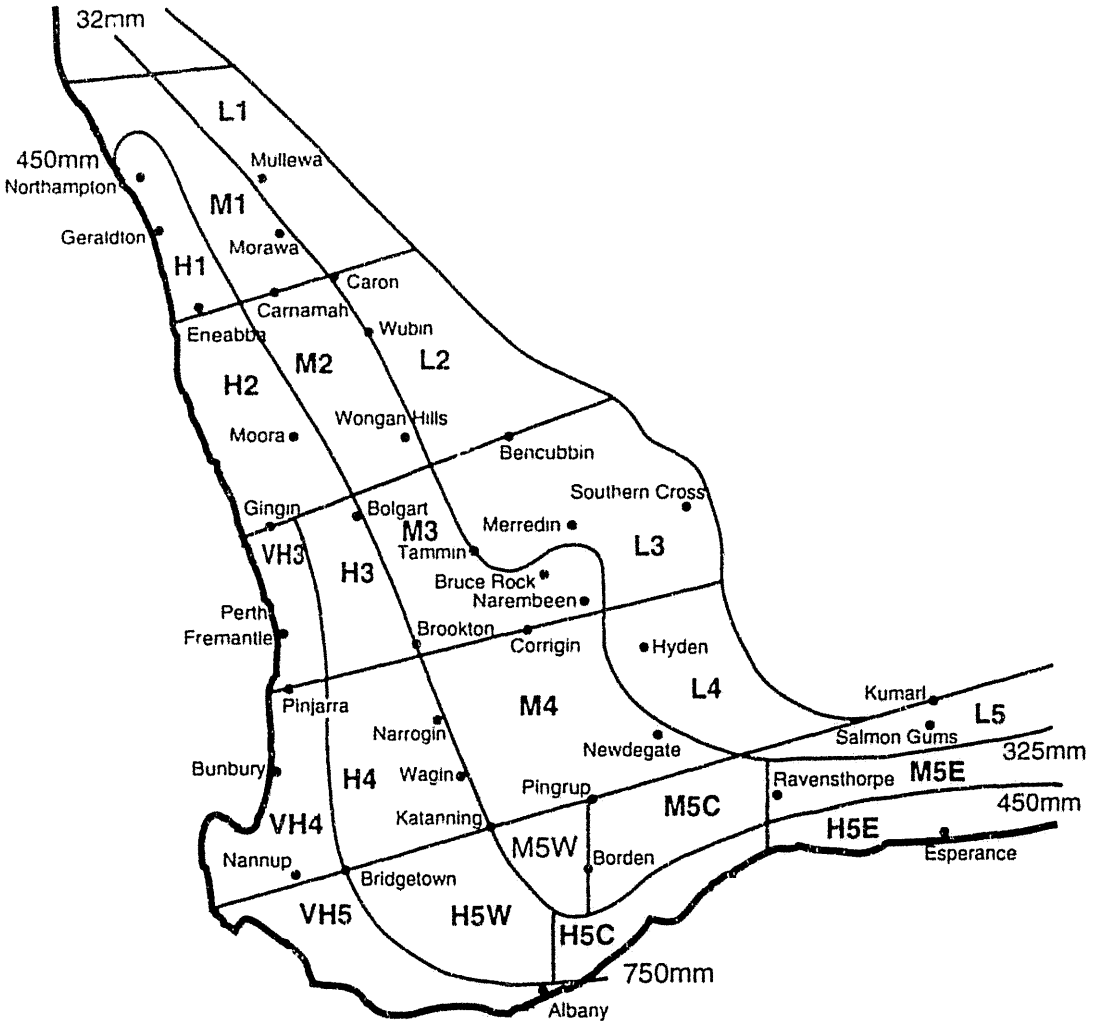 32mm
L1
450mm
Mullewa
Northampton
M1
Geraldton
Morawa
H1
Caron
Carnamah
Eneabba
Wubin
M2
L2
H2
Wongan Hills
Moora
Bencubbin
Southern Cross
Gingin
Bolgart
Merredin
M3
L3
VH3
Tammin
H3
Bruce Rock
Narembeen
Perth
Fremantle
Brookton
Corrigin
Hyden
Pinjarra
L4
Kumarl
M4
L5
Narrogin
Salmon Gums
Newdegate
325mm
Bunbury
H4
Wagin
M5E
Pingrup
Ravensthorpe
M5C
450mm
Katanning
VH4
H5E
M5W
Nannup
Borden
Esperance
Bridgetown
VH5
H5W
H5C
750mm
Albany